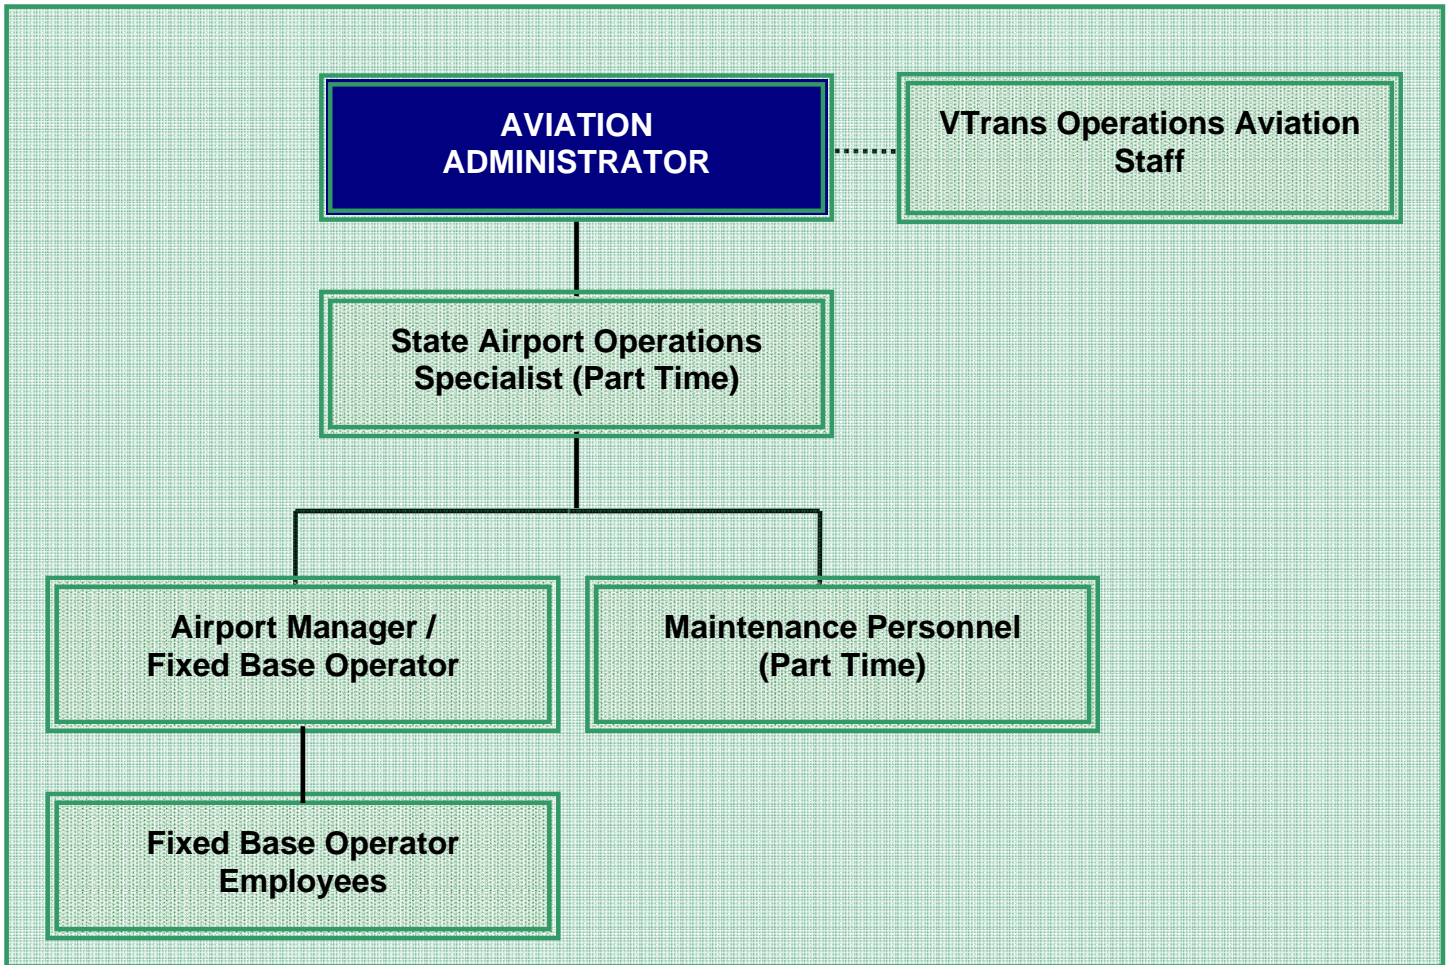 AVIATION
ADMINISTRATOR
VTrans Operations Aviation
Staff
State Airport Operations
Specialist (Part Time)
Airport Manager /
Fixed Base Operator
Maintenance Personnel
(Part Time)
Fixed Base Operator
Employees